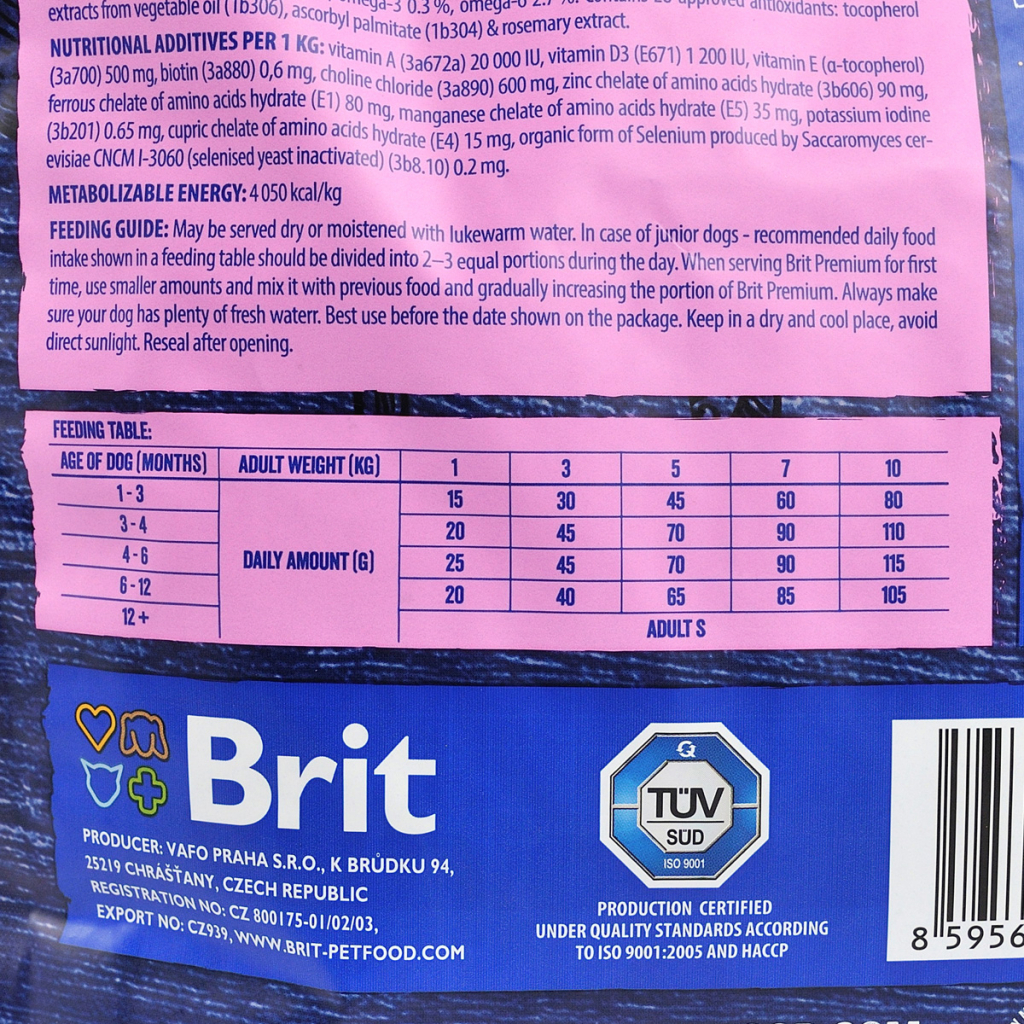 extracts from vegetable oil (1b306), ascorbyl palmitate (1b304) & rosemary extract.
omega-3 0.3 %, omega-6 2.7 %. approved antioxidants: tocopherol
NUTRITIONAL ADDITIVES PER 1 KG: vitamin A (3a672a) 20 000 IU, vitamin D3 (E671) 1 200 IU, vitamin E (α-tocopherol)
(3a700) 500 mg, biotin (3a880) 0,6 mg, choline chloride (3a890) 600 mg, zinc chelate of amino acids hydrate (3b606) 90 mg,
ferrous chelate of amino acids hydrate (E1) 80 mg, manganese chelate of amino acids hydrate (E5) 35 mg, potassium iodine
(3b201) 0.65 mg, cupric chelate of amino acids hydrate (E4) 15 mg, organic form of Selenium produced by Saccaromyces cer-
evisiae CNCM I-3060 (selenised yeast inactivated) (3b8.10) 0.2 mg.
METABOLIZABLE ENERGY: 4 050 kcal/kg
FEEDING GUIDE: May be served dry or moistened with lukewarm water. In case of junior dogs - recommended daily food
intake shown in a feeding table should be divided into 2–3 equal portions during the day. When serving Brit Premium for first
time, use smaller amounts and mix it with previous food and gradually increasing the portion of Brit Premium. Always make
sure your dog has plenty of fresh waterr. Best use before the date shown on the package. Keep in a dry and cool place, avoid
direct sunlight. Reseal after opening.
FEEDING TABLE:
AGE OF DOG (MONTHS) ADULT WEIGHT (KG) 1 3 5 7 10
1-3 15 30 45 60 80
3-4 20 45 70 90 110
4-6 DAILY AMOUNT (G) 25 45 70 90 115
6-12 20 40 65 85 105
12+ ADULT S
Brit
PRODUCER: VAFO PRAHA S.R.O., K BRŮDKU 94,
25219 CHRÁŠŤANY, CZECH REPUBLIC
REGISTRATION NO: CZ 800175-01/02/03,
EXPORT NO: CZ939, WWW.BRIT-PETFOOD.COM
TÜV
SÜD
ISO 9001
PRODUCTION CERTIFIED
UNDER QUALITY STANDARDS ACCORDING
TO ISO 9001:2005 AND HACCP
8 5956